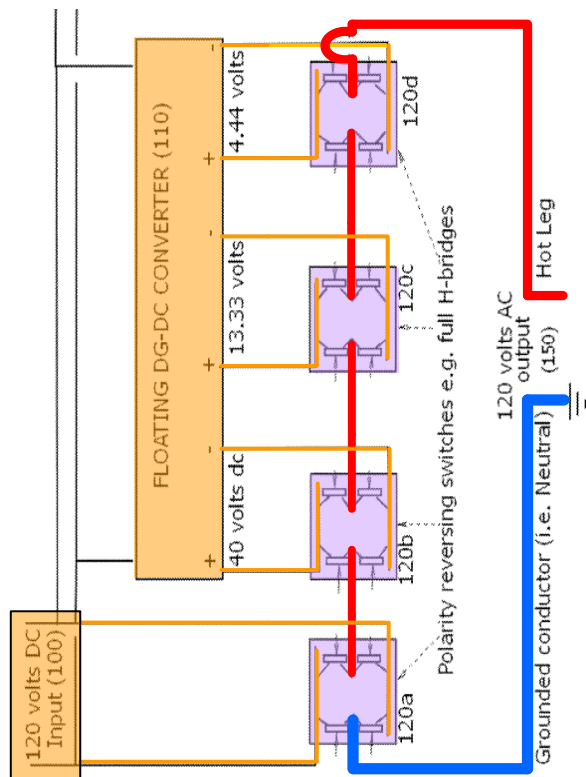 FLOATING DG-DC CONVERTER (110)
-
4.44 volts
+
-
13.33 volts
+
-
40 volts dc
+
120 volts DC
Input (100)
120d
120c
120b
120a
Polarity reversing switches e.g. full H-bridges
Hot Leg
120 volts AC
output
(150)
Grounded conductor (i.e. Neutral)